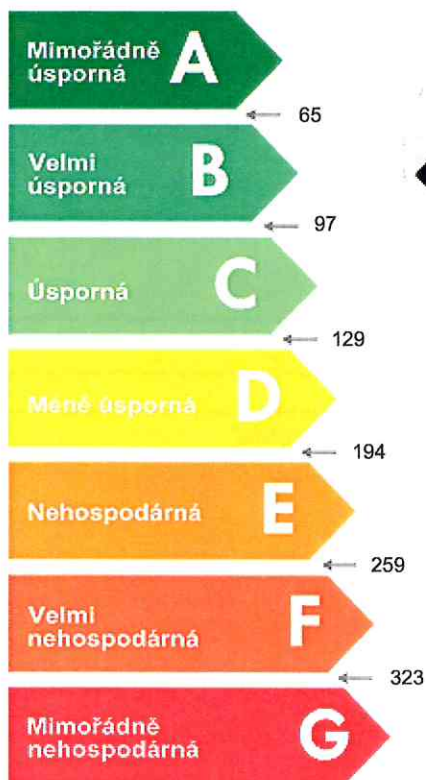 Mimořádně
úsporná
A
65
Velmi
úsporná
B
97
Úsporná
C
129
Méně úsporná
D
194
Nehospodárná
E
259
Velmi
nehospodárná
F
323
Mimořádně
nehospodárná
G